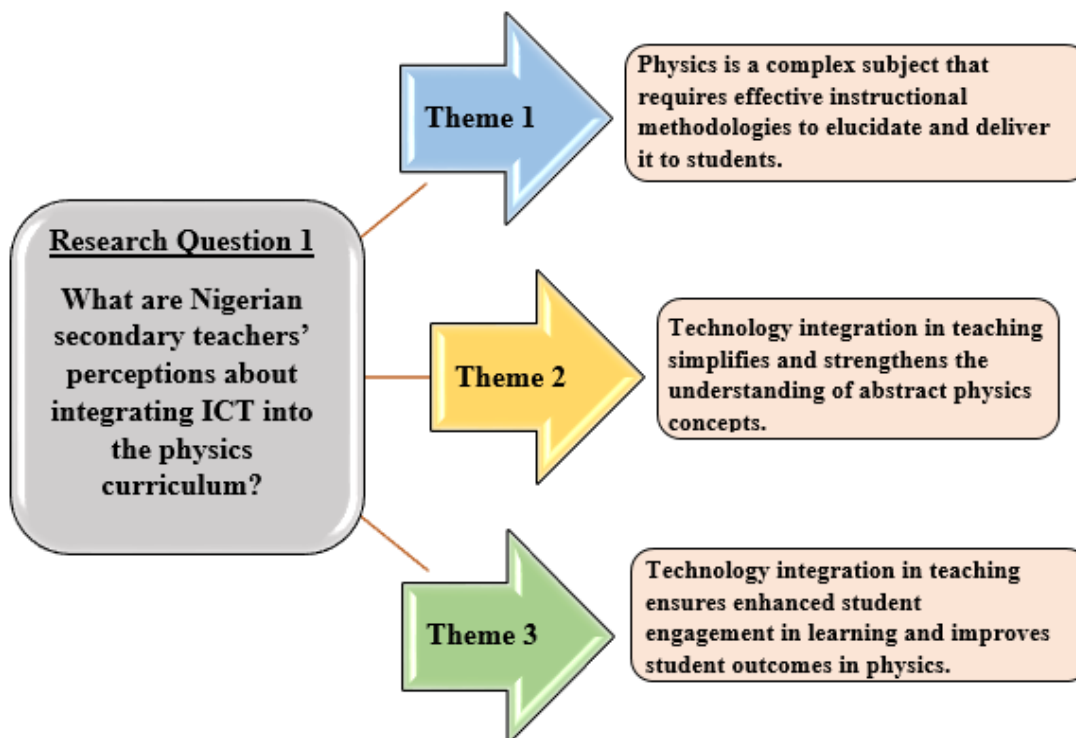 Research Question 1
What are Nigerian
secondary teachers’
perceptions about
integrating ICT into
the physics
curriculum?
Theme 1
Physics is a complex subject that
requires effective instructional
methodologies to elucidate and deliver
it to students.
Theme 2
Technology integration in teaching
simplifies and strengthens the
understanding of abstract physics
concepts.
Theme 3
Technology integration in teaching
ensures enhanced student
engagement in learning and improves
student outcomes in physics.